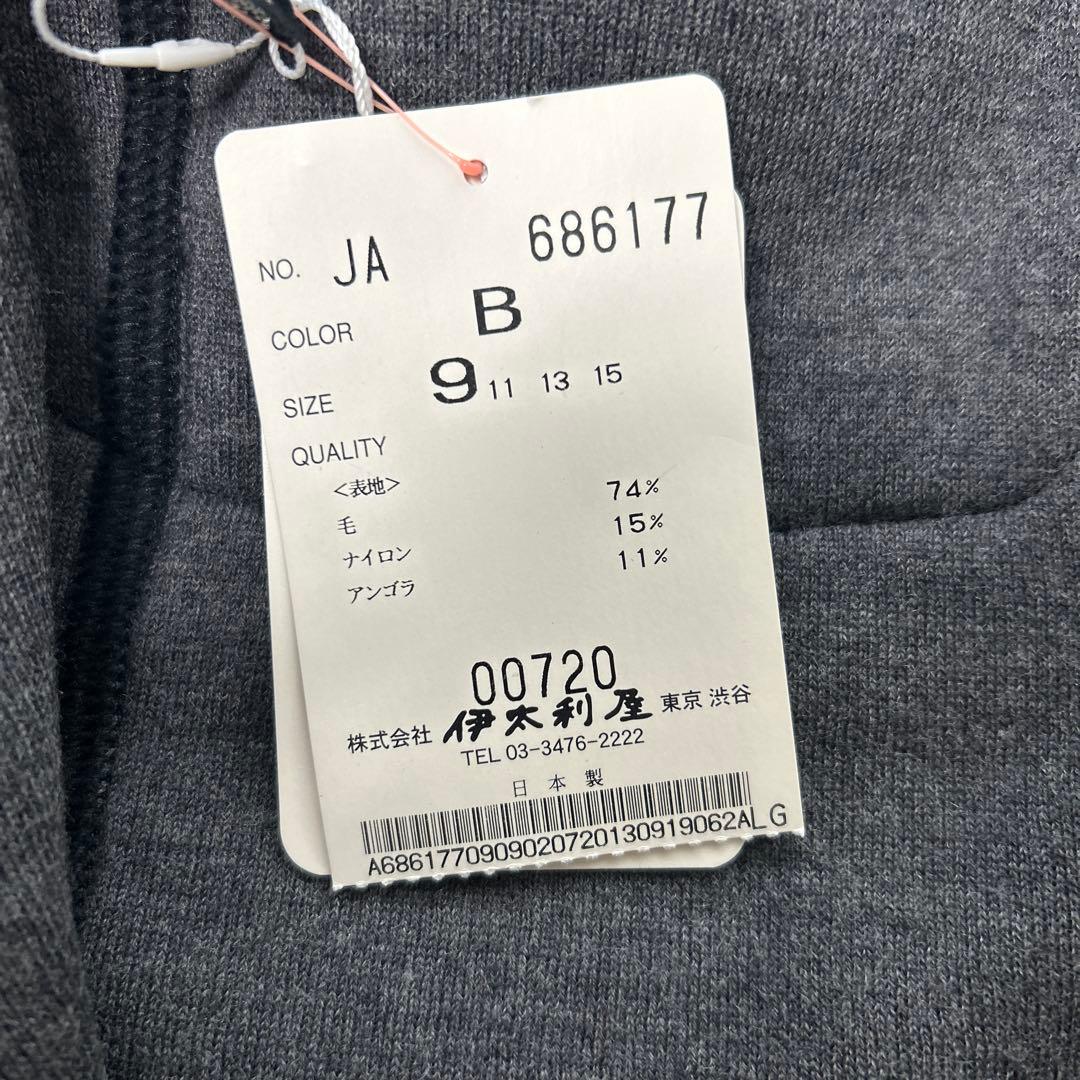 NO. JA 686177
COLOR B
SIZE 9 11 13 15
QUALITY
<表地> 74%
毛 15%
ナイロン 11%
アンゴラ
00720
株式会社 伊太利屋 東京 渋谷
TEL 03-3476-2222
日本製
A6861770909020720130919062AL G